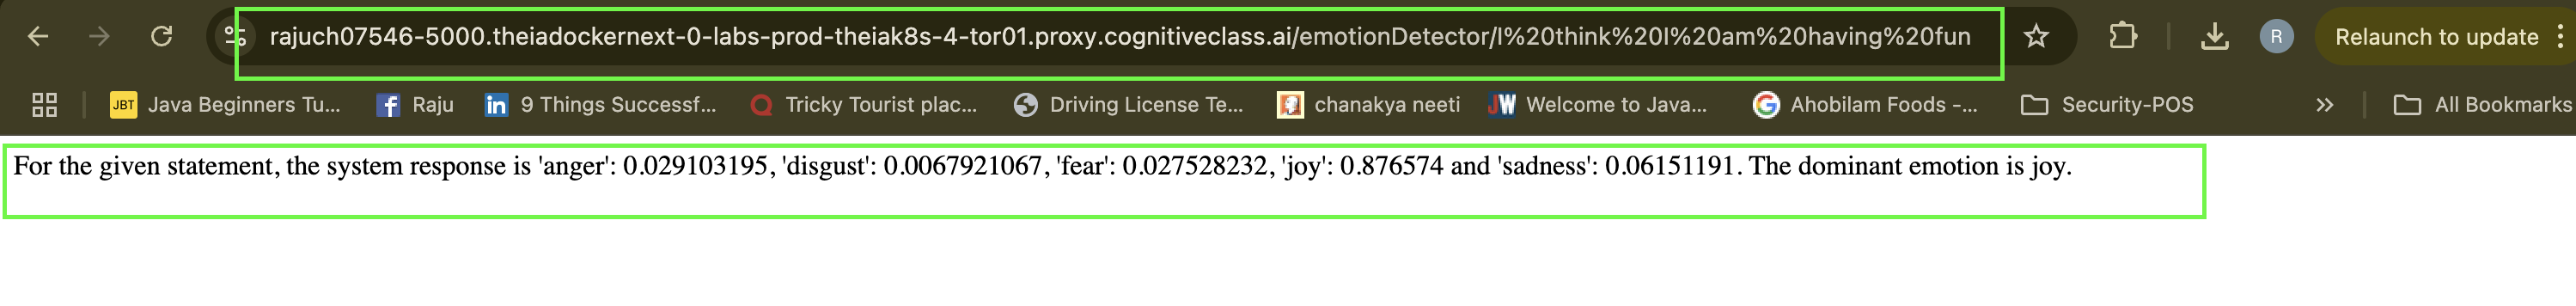 rajuch07546-5000.theiadockernext-0-labs-prod-theiak8s-4-tor01.proxy.cognitiveclass.ai/emotionDetector/I%20think%20I%20am%20having%20fun
R
Relaunch to update
JBT Java Beginners Tu... Raju 9 Things Successf... Tricky Tourist plac... Driving License Te... chanakya neeti JW Welcome to Java... Ahobilam Foods -... Security-POS » All Bookmarks
For the given statement, the system response is 'anger': 0.029103195, 'disgust': 0.0067921067, 'fear': 0.027528232, 'joy': 0.876574 and 'sadness': 0.06151191. The dominant emotion is joy.